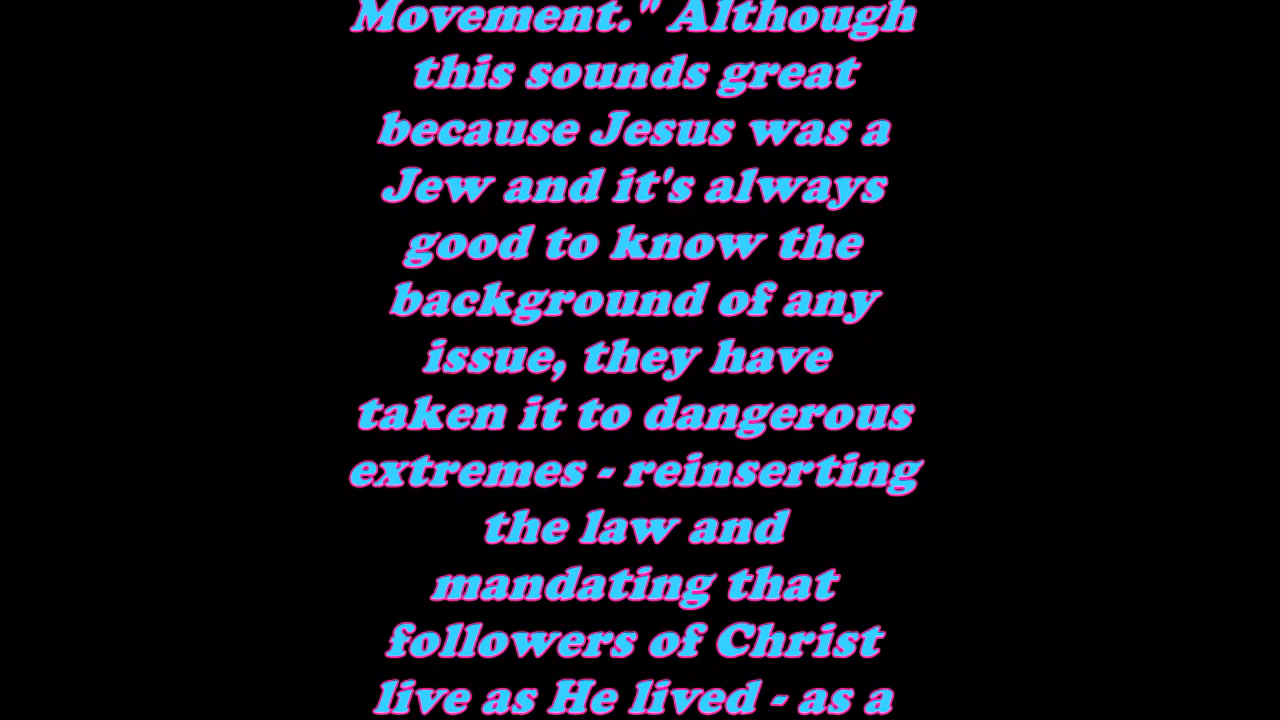 Movement." Although
this sounds great
because Jesus was a
Jew and it's always
good to know the
background of any
issue, they have
taken it to dangerous
extremes - reinserting
the law and
mandating that
followers of Christ
live as He lived - as a